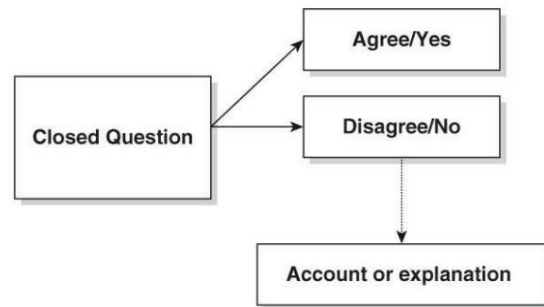 Agree/Yes
Closed Question
Disagree/No
Account or explanation